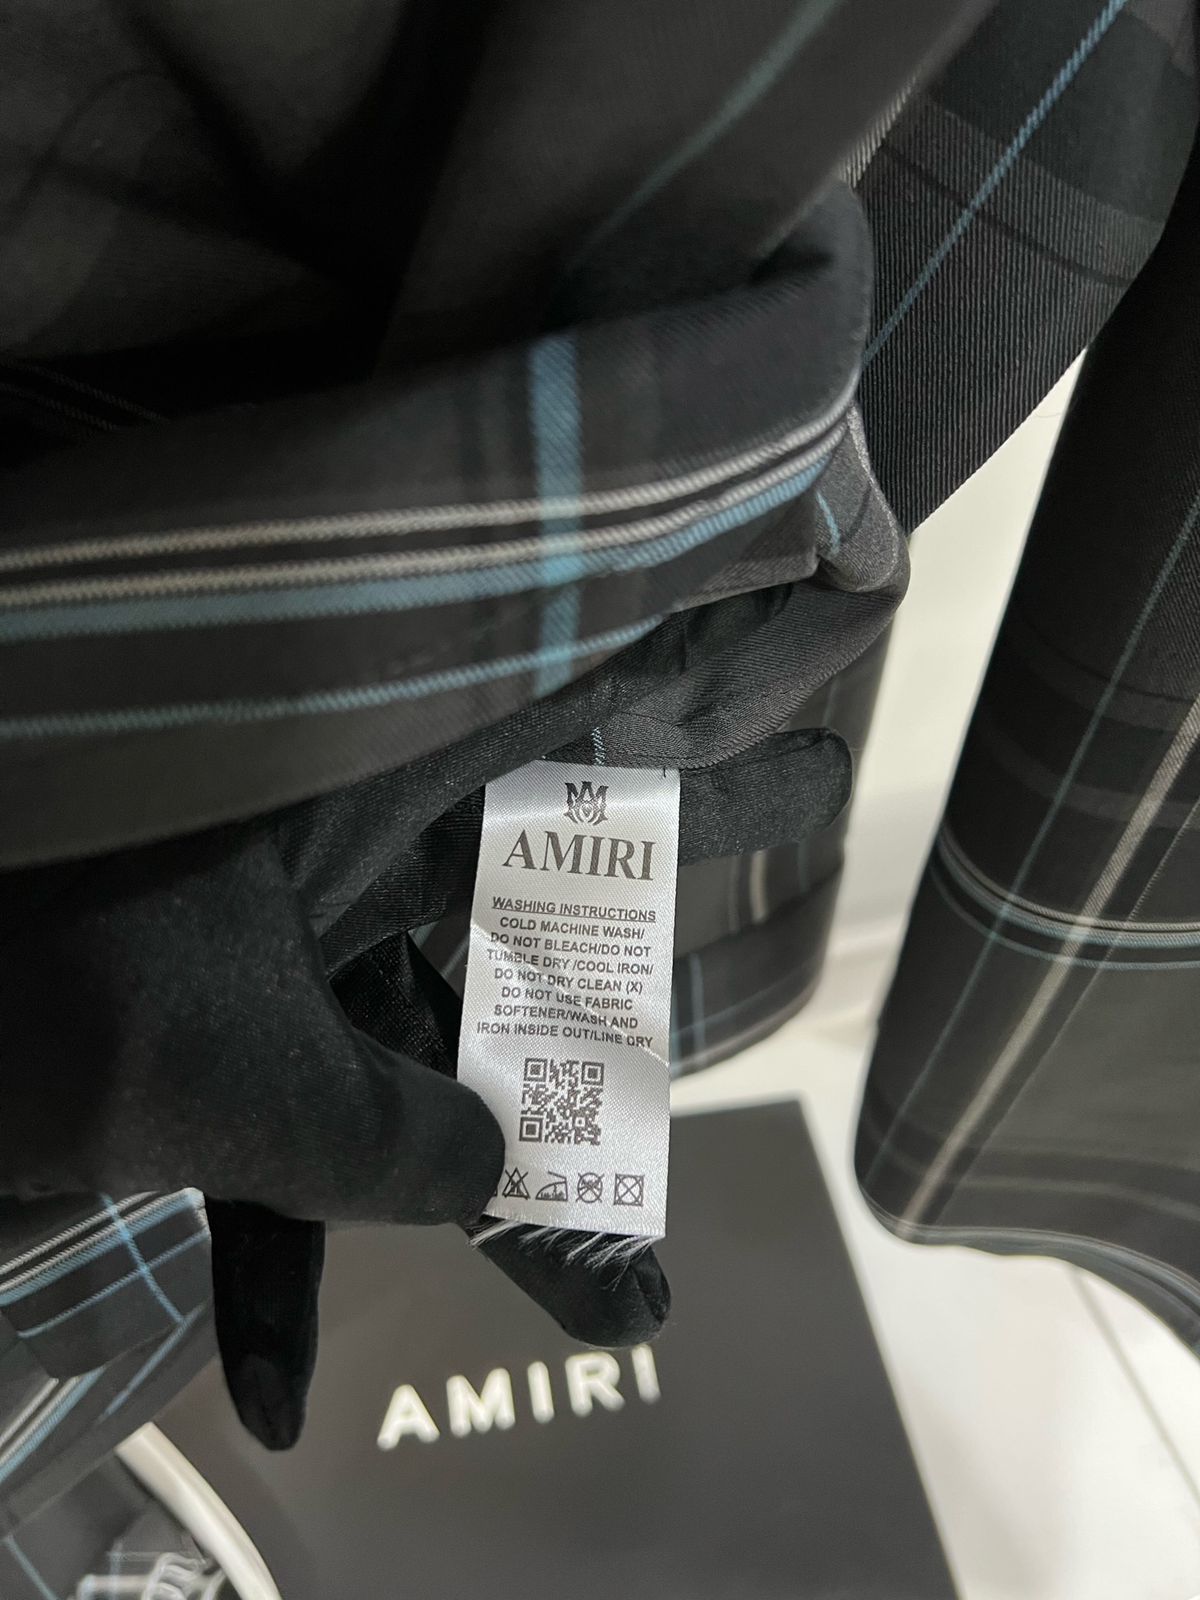 AMIRI
WASHING INSTRUCTIONS
COLD MACHINE WASH/
DO NOT BLEACH/DO NOT
TUMBLE DRY /COOL IRON/
DO NOT DRY CLEAN (X)
DO NOT USE FABRIC
SOFTENER/WASH AND
IRON INSIDE OUT/LINE DRY
AMIRI